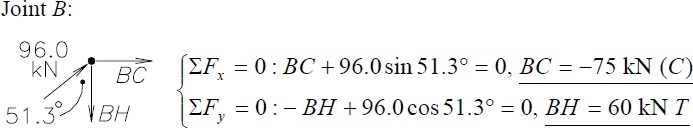 Joint B:
96.0
kN
BC
51.3°
BH
ΣFx = 0 : BC + 96.0 sin 51.3° = 0, BC = −75 kN (C)
ΣFy = 0 : − BH + 96.0 cos 51.3° = 0, BH = 60 kN T